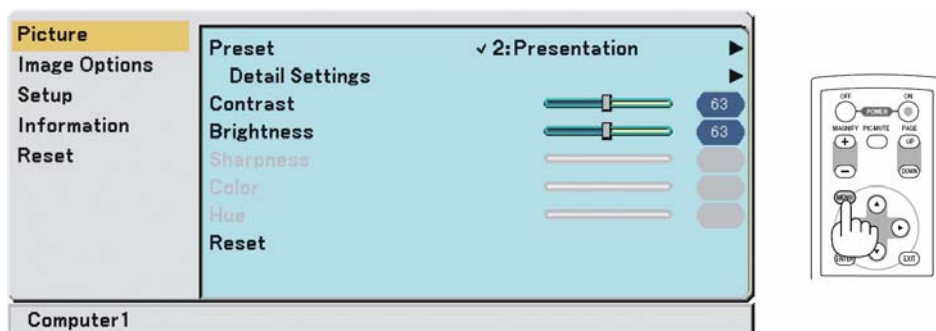 Picture
Image Options
Setup
Information
Reset
Preset ✓2:Presentation
Detail Settings
Contrast 63
Brightness 63
Sharpness
Color
Hue
Reset
Computer1
OFF ON
POWER
MAGNIFY PIC-MUTE PAGE
+ UP
− DOWN
MENU
ENTER EXIT